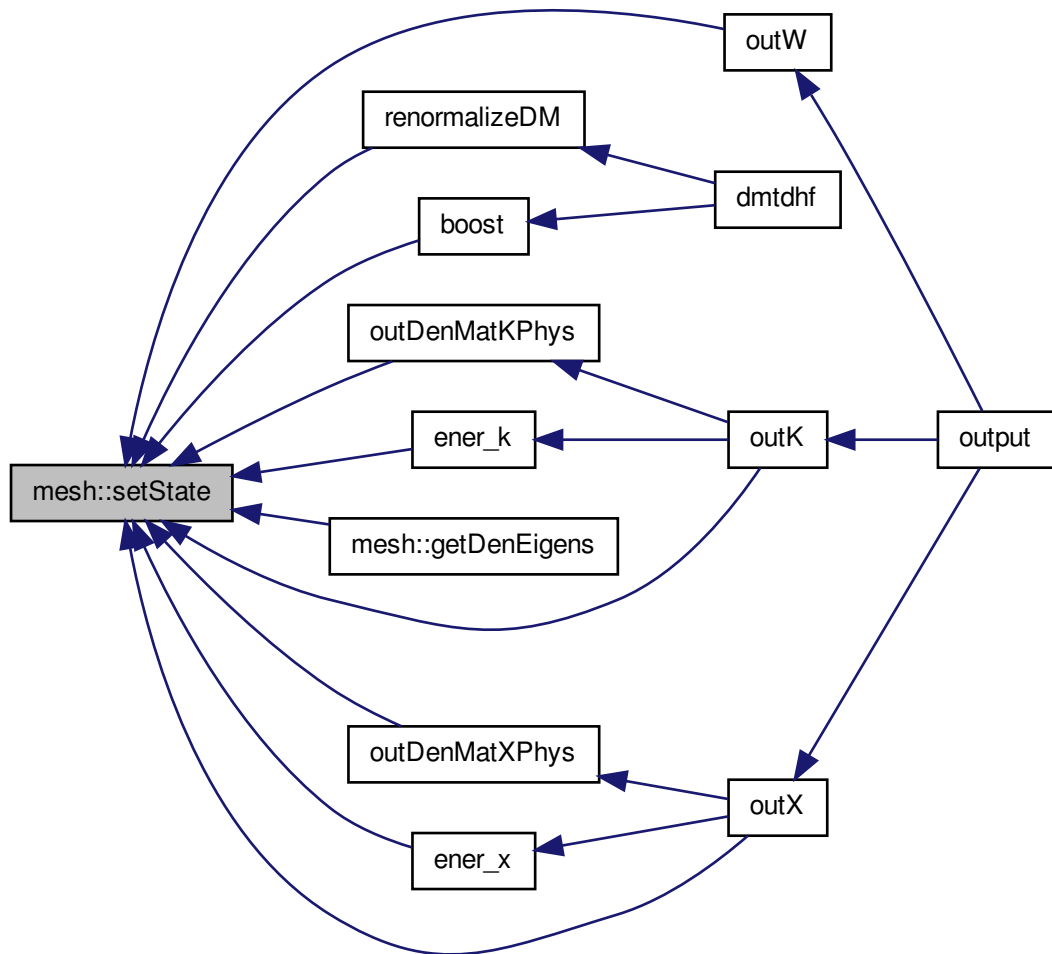 outW
renormalizeDM
dmtdhf
boost
outDenMatKPhys
ener_k
outK
output
mesh::setState
mesh::getDenEigens
outDenMatXPhys
outX
ener_x